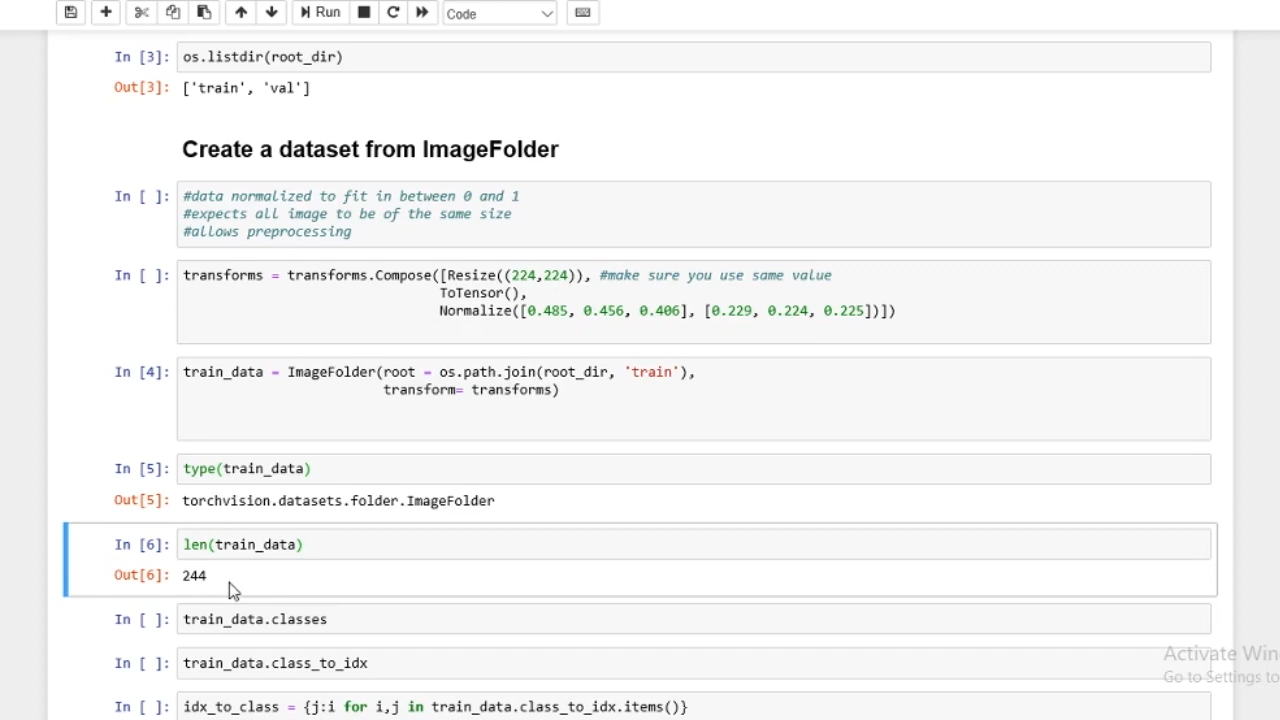 Run Code
In [3]: os.listdir(root_dir)
Out[3]: ['train', 'val']
Create a dataset from ImageFolder
In [ ]: #data normalized to fit in between 0 and 1
#expects all image to be of the same size
#allows preprocessing
In [ ]: transforms = transforms.Compose([Resize((224,224)), #make sure you use same value
ToTensor(),
Normalize([0.485, 0.456, 0.406], [0.229, 0.224, 0.225])])
In [4]: train_data = ImageFolder(root = os.path.join(root_dir, 'train'),
transform= transforms)
In [5]: type(train_data)
Out[5]: torchvision.datasets.folder.ImageFolder
In [6]: len(train_data)
Out[6]: 244
In [ ]: train_data.classes
In [ ]: train_data.class_to_idx
Activate Win
Go to Settings to
In [ ]: idx_to_class = {j:i for i,j in train_data.class_to_idx.items()}